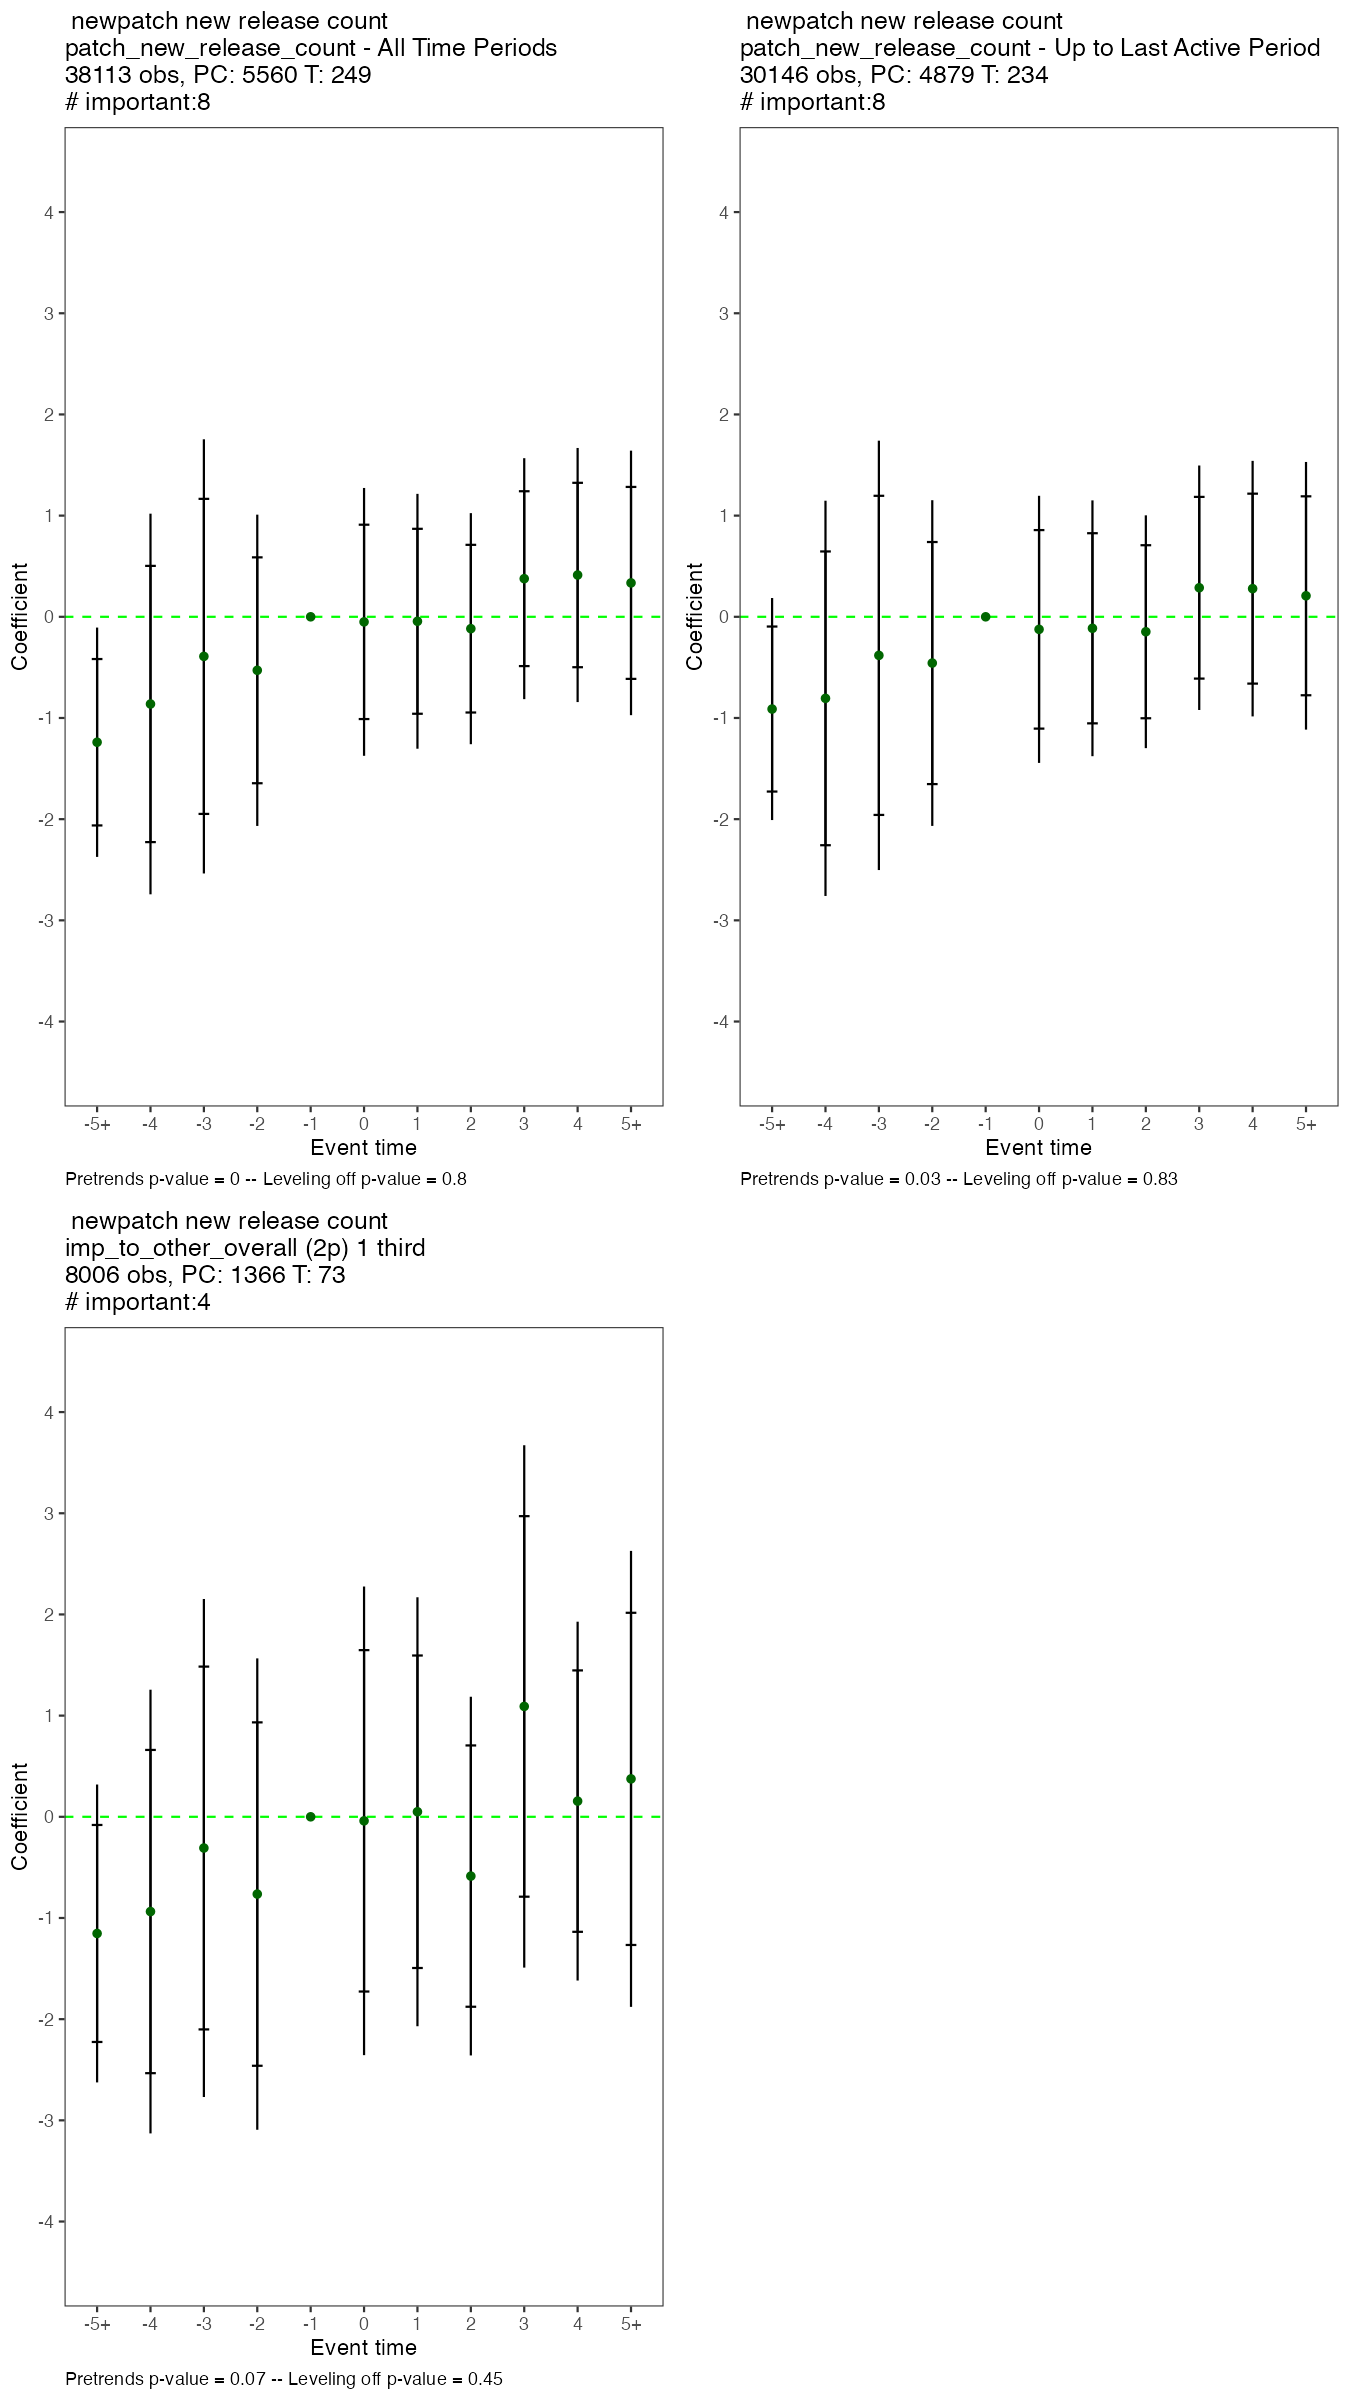 newpatch new release count
patch_new_release_count - All Time Periods
38113 obs, PC: 5560 T: 249
# important:8
4
3
2
1
0
-1
-2
-3
-4
Coefficient
-5+ -4 -3 -2 -1 0 1 2 3 4 5+
Event time
Pretrends p-value = 0 -- Leveling off p-value = 0.8
newpatch new release count
patch_new_release_count - Up to Last Active Period
30146 obs, PC: 4879 T: 234
# important:8
4
3
2
1
0
-1
-2
-3
-4
Coefficient
-5+ -4 -3 -2 -1 0 1 2 3 4 5+
Event time
Pretrends p-value = 0.03 -- Leveling off p-value = 0.83
newpatch new release count
imp_to_other_overall (2p) 1 third
8006 obs, PC: 1366 T: 73
# important:4
4
3
2
1
0
-1
-2
-3
-4
Coefficient
-5+ -4 -3 -2 -1 0 1 2 3 4 5+
Event time
Pretrends p-value = 0.07 -- Leveling off p-value = 0.45